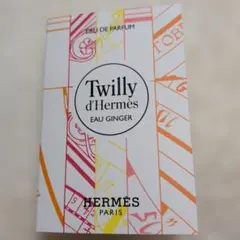 EAU DE PARFUM
Twilly
d'Hermès
EAU GINGER
HERMÈS
PARIS